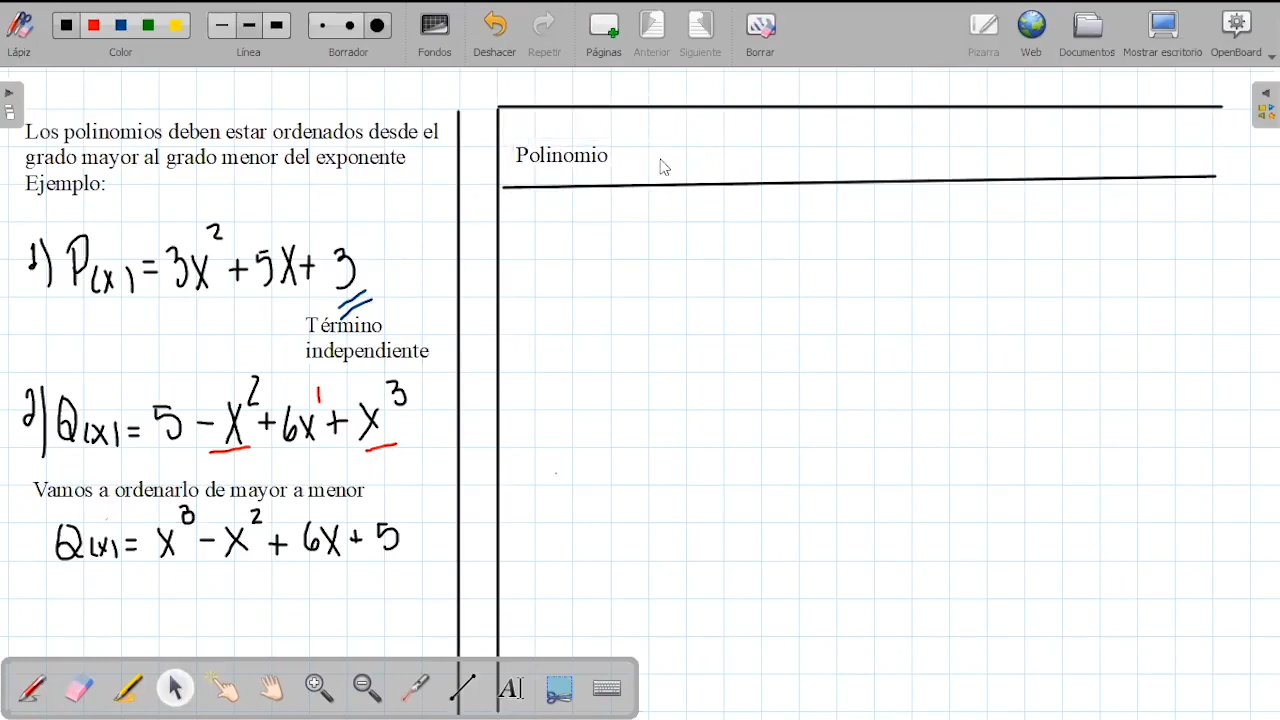 Lápiz
Color
Línea
Borrador
Fondos
Deshacer
Repetir
Páginas
Anterior
Siguiente
Borrar
Pizarra
Web
Documentos
Mostrar escritorio
OpenBoard
Los polinomios deben estar ordenados desde el
grado mayor al grado menor del exponente
Ejemplo:
1) P(x) = 3x² + 5x + 3
Término
independiente
2) Q(x) = 5 - x² + 6x¹ + x³
Vamos a ordenarlo de mayor a menor
Q(x) = x³ - x² + 6x + 5
Polinomio